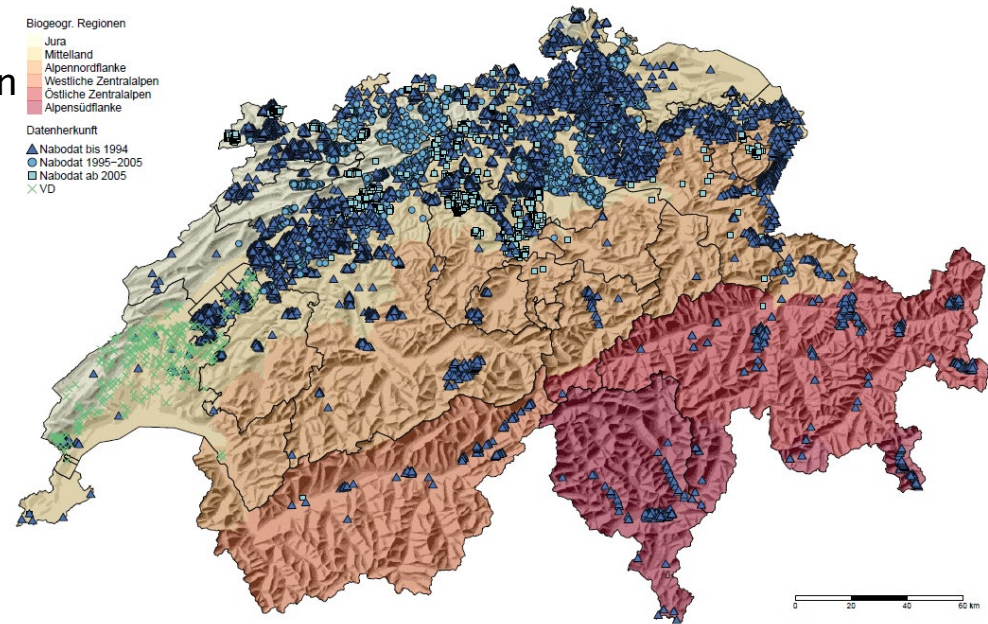 Biogeogr. Regionen
Jura
Mittelland
Alpennordflanke
Westliche Zentralalpen
Östliche Zentralalpen
Alpensüdflanke
n
Datenherkunft
Nabodat bis 1994
Nabodat 1995–2005
Nabodat ab 2005
VD
0 20 40 60 km